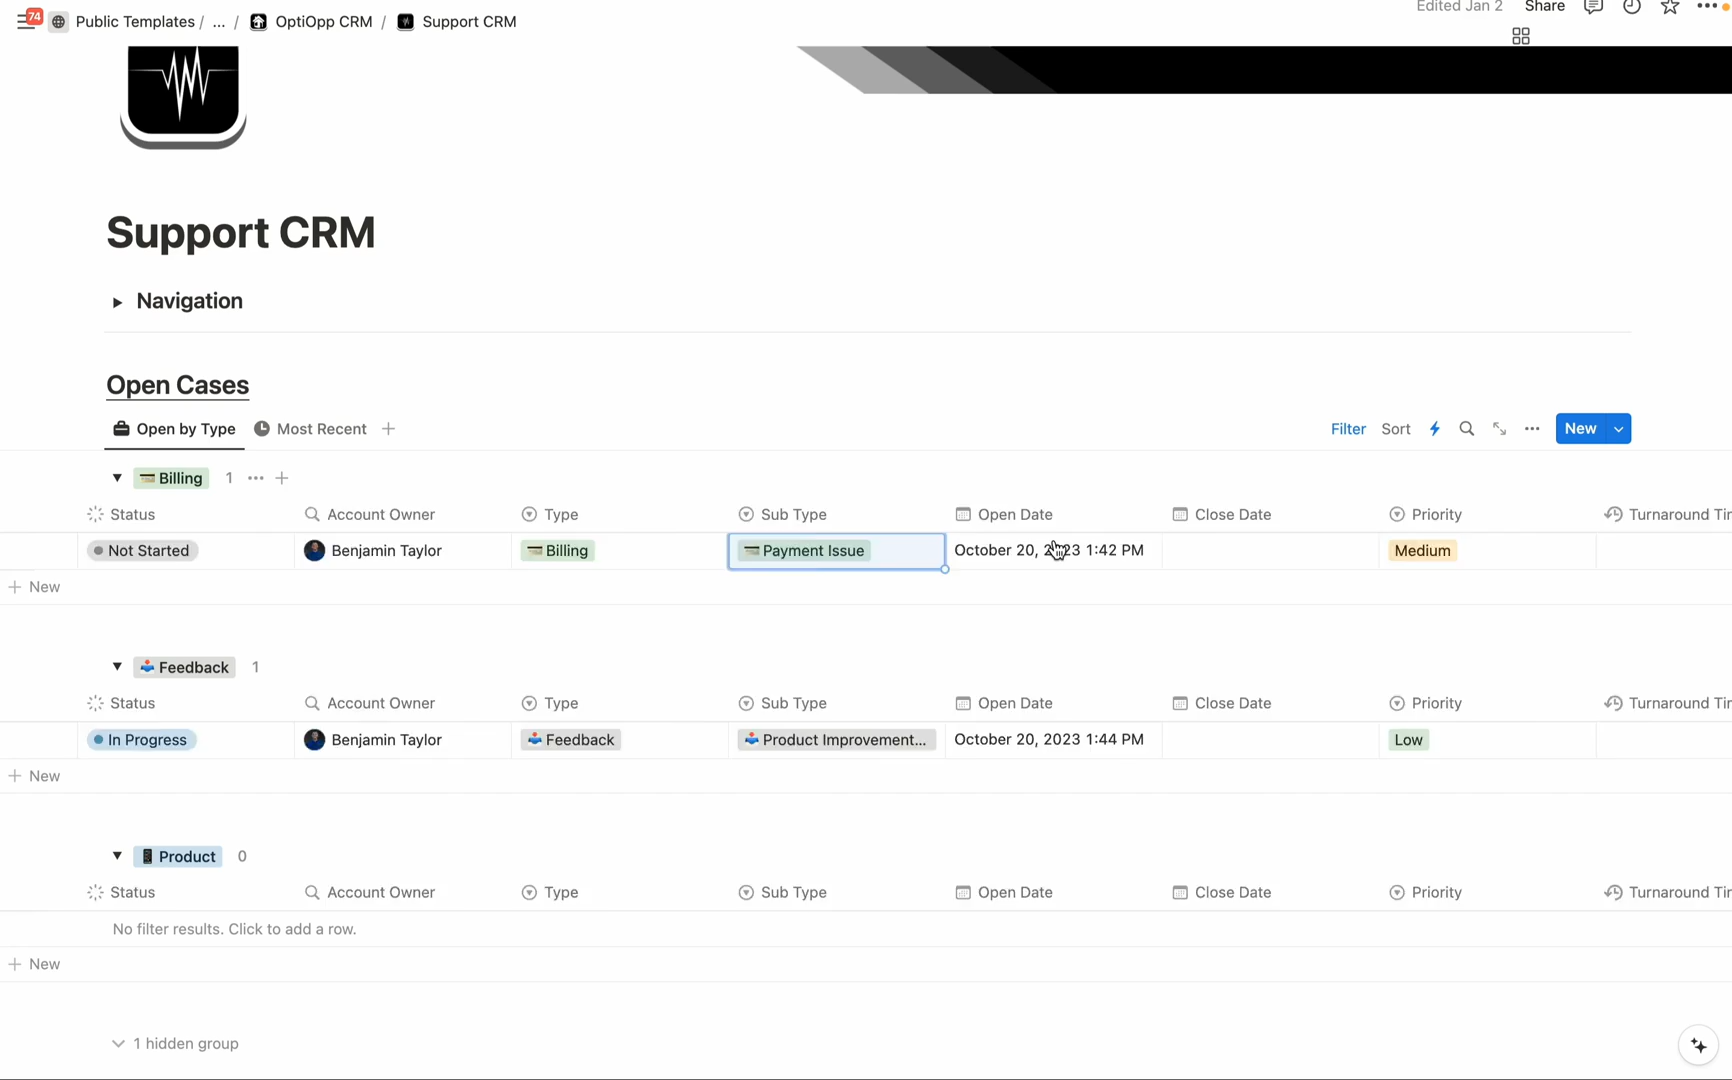 74 Public Templates / ... / OptiOpp CRM / Support CRM
Edited Jan 2 Share
Support CRM
Navigation
Open Cases
Open by Type Most Recent
Filter Sort New
Billing 1
Status Account Owner Type Sub Type Open Date Close Date Priority Turnaround Tir
Not Started Benjamin Taylor Billing Payment Issue October 20, 2023 1:42 PM Medium
+ New
Feedback 1
Status Account Owner Type Sub Type Open Date Close Date Priority Turnaround Tir
In Progress Benjamin Taylor Feedback Product Improvement... October 20, 2023 1:44 PM Low
+ New
Product 0
Status Account Owner Type Sub Type Open Date Close Date Priority Turnaround Tir
No filter results. Click to add a row.
+ New
1 hidden group